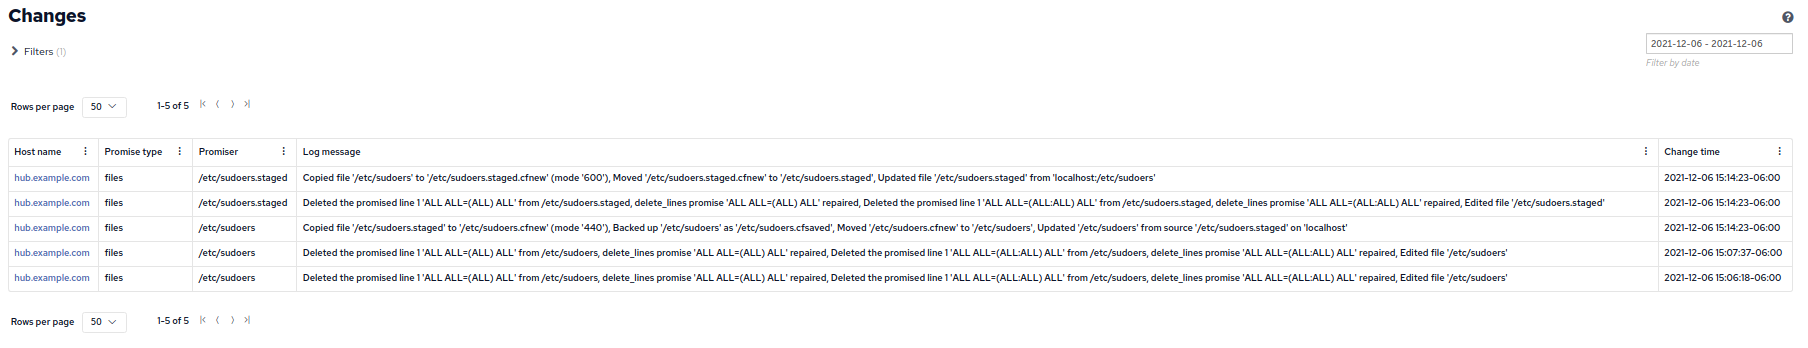 Changes
Filters (1)
2021-12-06 - 2021-12-06
Filter by date
Rows per page 50 1-5 of 5
Host name Promise type Promiser Log message Change time
hub.example.com files /etc/sudoers.staged Copied file '/etc/sudoers' to '/etc/sudoers.staged.cfnew' (mode '600'), Moved '/etc/sudoers.staged.cfnew' to '/etc/sudoers.staged', Updated file '/etc/sudoers.staged' from 'localhost:/etc/sudoers' 2021-12-06 15:14:23-06:00
hub.example.com files /etc/sudoers.staged Deleted the promised line 1 'ALL ALL=(ALL) ALL' from /etc/sudoers.staged, delete_lines promise 'ALL ALL=(ALL) ALL' repaired, Deleted the promised line 1 'ALL ALL=(ALL:ALL) ALL' from /etc/sudoers.staged, delete_lines promise 'ALL ALL=(ALL:ALL) ALL' repaired, Edited file '/etc/sudoers.staged' 2021-12-06 15:14:23-06:00
hub.example.com files /etc/sudoers Copied file '/etc/sudoers.staged' to '/etc/sudoers.cfnew' (mode '440'), Backed up '/etc/sudoers' as '/etc/sudoers.cfsaved', Moved '/etc/sudoers.cfnew' to '/etc/sudoers', Updated '/etc/sudoers' from source '/etc/sudoers.staged' on 'localhost' 2021-12-06 15:14:23-06:00
hub.example.com files /etc/sudoers Deleted the promised line 1 'ALL ALL=(ALL) ALL' from /etc/sudoers, delete_lines promise 'ALL ALL=(ALL) ALL' repaired, Deleted the promised line 1 'ALL ALL=(ALL:ALL) ALL' from /etc/sudoers, delete_lines promise 'ALL ALL=(ALL:ALL) ALL' repaired, Edited file '/etc/sudoers' 2021-12-06 15:07:37-06:00
hub.example.com files /etc/sudoers Deleted the promised line 1 'ALL ALL=(ALL) ALL' from /etc/sudoers, delete_lines promise 'ALL ALL=(ALL) ALL' repaired, Deleted the promised line 1 'ALL ALL=(ALL:ALL) ALL' from /etc/sudoers, delete_lines promise 'ALL ALL=(ALL:ALL) ALL' repaired, Edited file '/etc/sudoers' 2021-12-06 15:06:18-06:00
Rows per page 50 1-5 of 5